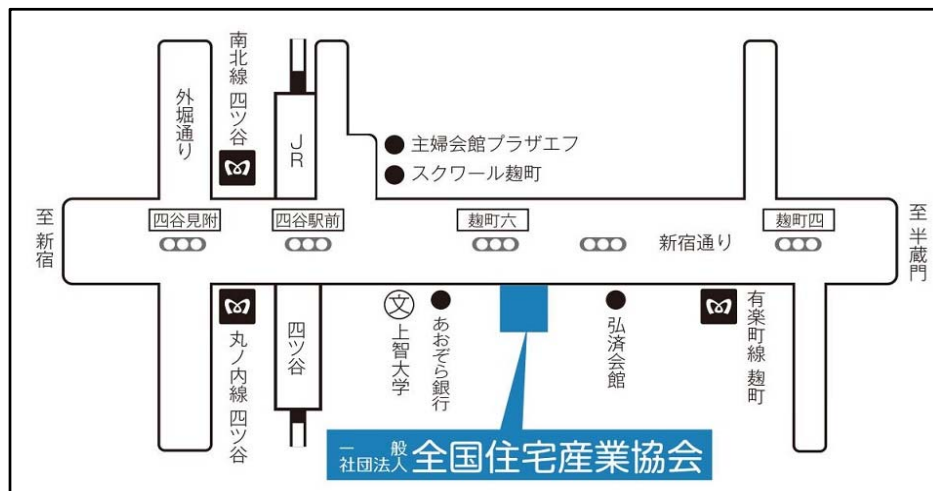 南北線 四ツ谷
外堀通り
JR
主婦会館プラザエフ
スクワール麹町
至 新宿
四谷見附
四谷駅前
麹町六
新宿通り
麹町四
至 半蔵門
丸ノ内線 四ツ谷
四ツ谷
文
上智大学
あおぞら銀行
弘済会館
有楽町線 麹町
一般
社団法人
全国住宅産業協会